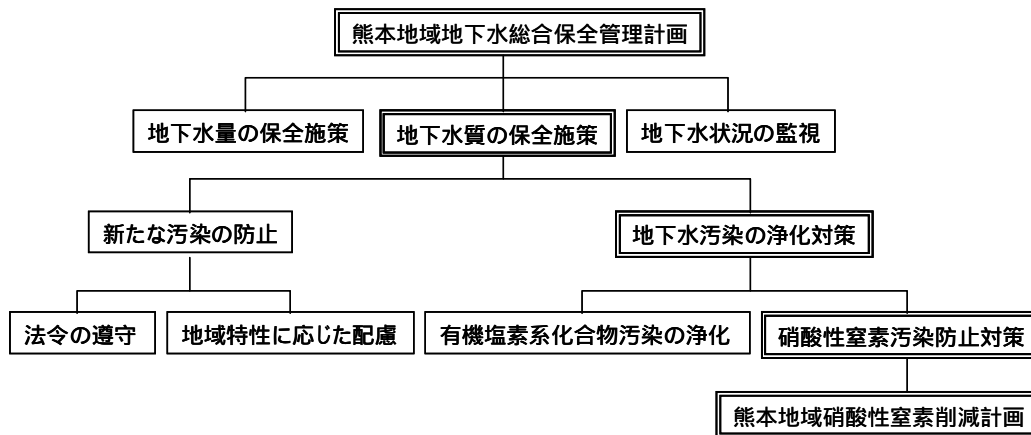 熊本地域地下水総合保全管理計画
地下水量の保全施策
地下水質の保全施策
地下水状況の監視
新たな汚染の防止
地下水汚染の浄化対策
法令の遵守
地域特性に応じた配慮
有機塩素系化合物汚染の浄化
硝酸性窒素汚染防止対策
熊本地域硝酸性窒素削減計画